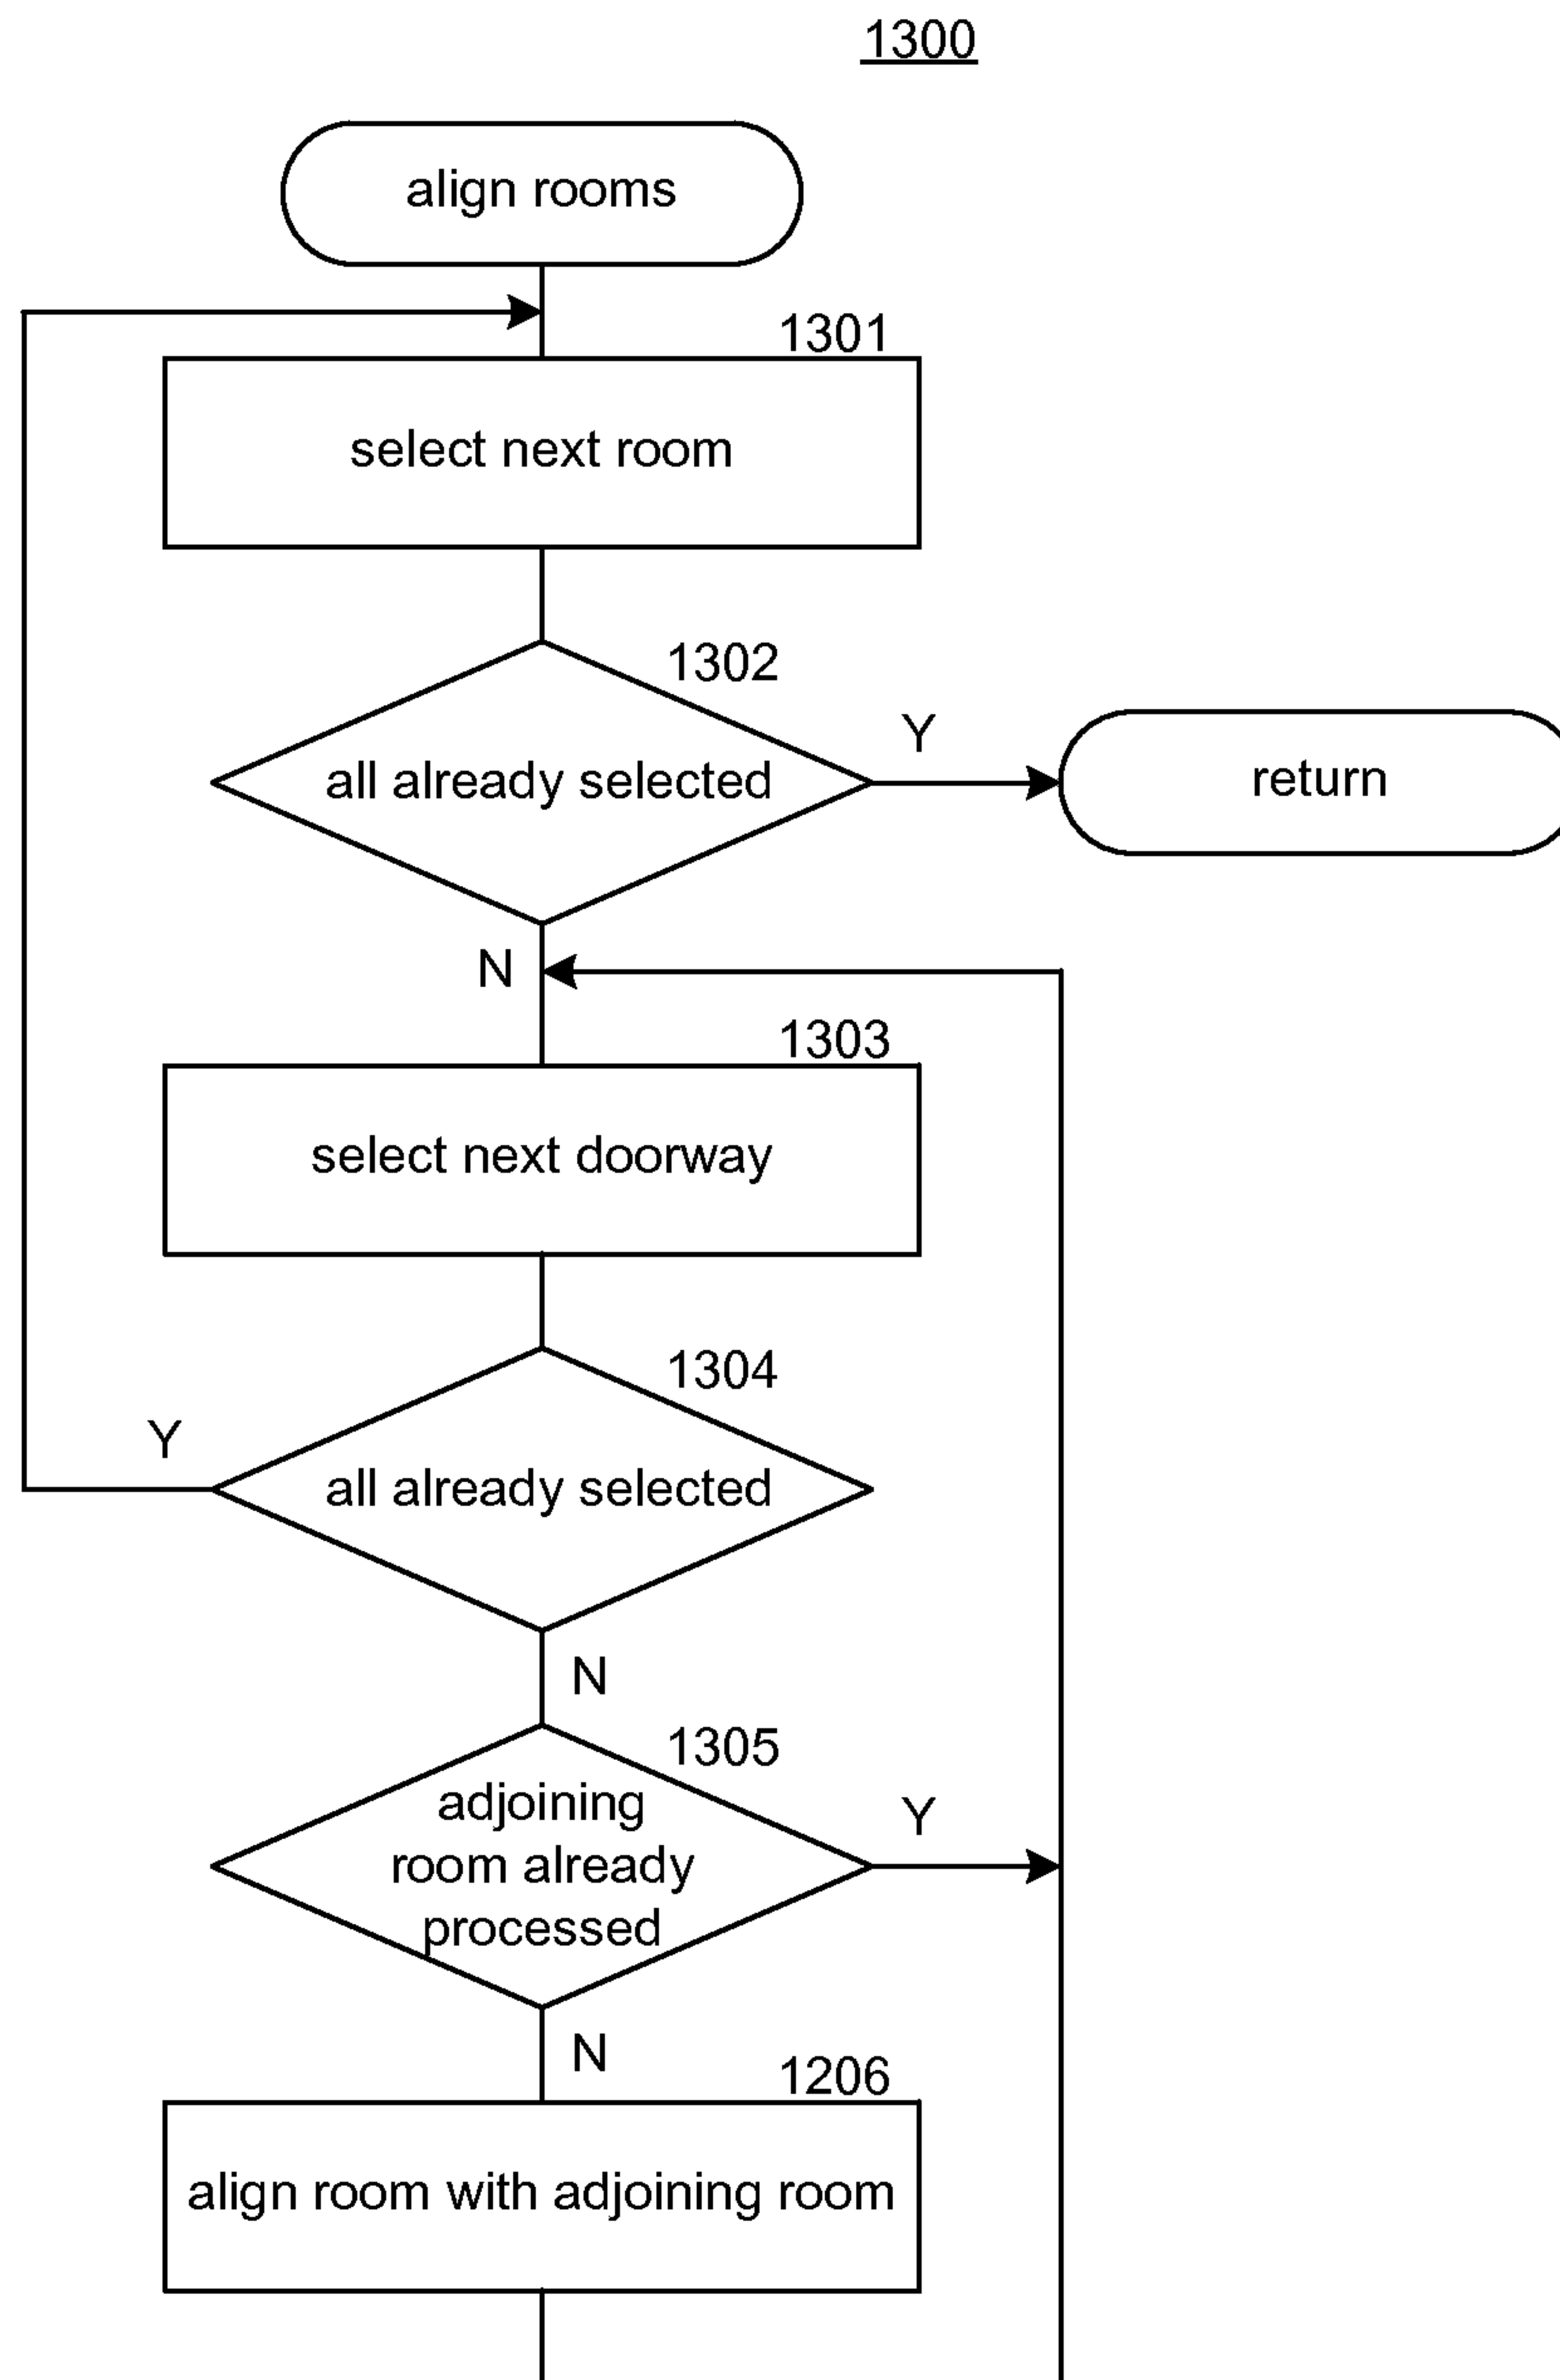 1300
align rooms
1301
select next room
1302
all already selected
Y
return
N
1303
select next doorway
1304
Y
all already selected
N
1305
adjoining
room already
processed
Y
N
1206
align room with adjoining room